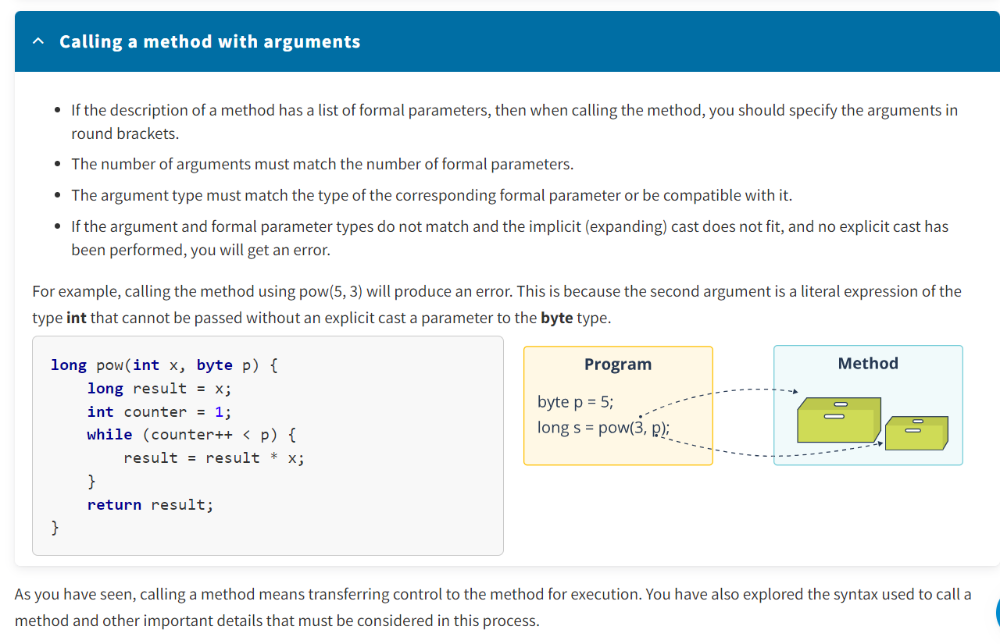 Calling a method with arguments
If the description of a method has a list of formal parameters, then when calling the method, you should specify the arguments in
round brackets.
The number of arguments must match the number of formal parameters.
The argument type must match the type of the corresponding formal parameter or be compatible with it.
If the argument and formal parameter types do not match and the implicit (expanding) cast does not fit, and no explicit cast has
been performed, you will get an error.
For example, calling the method using pow(5, 3) will produce an error. This is because the second argument is a literal expression of the
type int that cannot be passed without an explicit cast a parameter to the byte type.
long pow(int x, byte p) {
    long result = x;
    int counter = 1;
    while (counter++ < p) {
        result = result * x;
    }
    return result;
}
Program
byte p = 5;
long s = pow(3, p);
Method
As you have seen, calling a method means transferring control to the method for execution. You have also explored the syntax used to call a
method and other important details that must be considered in this process.